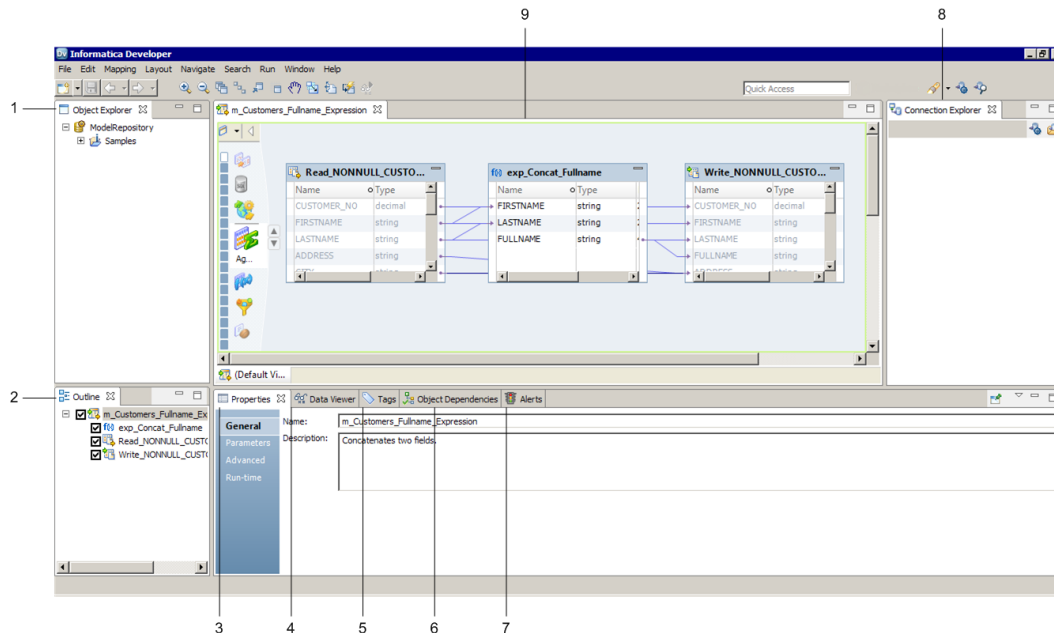 9
8
Informatica Developer
File Edit Mapping Layout Navigate Search Run Window Help
Quick Access
1
Object Explorer
m_Customers_Fullname_Expression
Connection Explorer
ModelRepository
Samples
Read_NONNULL_CUSTO...
exp_Concat_Fullname
Write_NONNULL_CUSTO...
Name Type
Name Type
Name Type
CUSTOMER_NO decimal
FIRSTNAME string
CUSTOMER_NO decimal
FIRSTNAME string
LASTNAME string
FIRSTNAME string
LASTNAME string
FULLNAME string
LASTNAME string
ADDRESS string
FULLNAME string
Ag...
(Default Vi...
2
Outline
Properties
Data Viewer
Tags
Object Dependencies
Alerts
m_Customers_Fullname_Ex
exp_Concat_Fullname
Read_NONNULL_CUST
Write_NONNULL_CUST
General
Parameters
Advanced
Run-time
Name: m_Customers_Fullname_Expression
Description: Concatenates two fields.
3
4
5
6
7